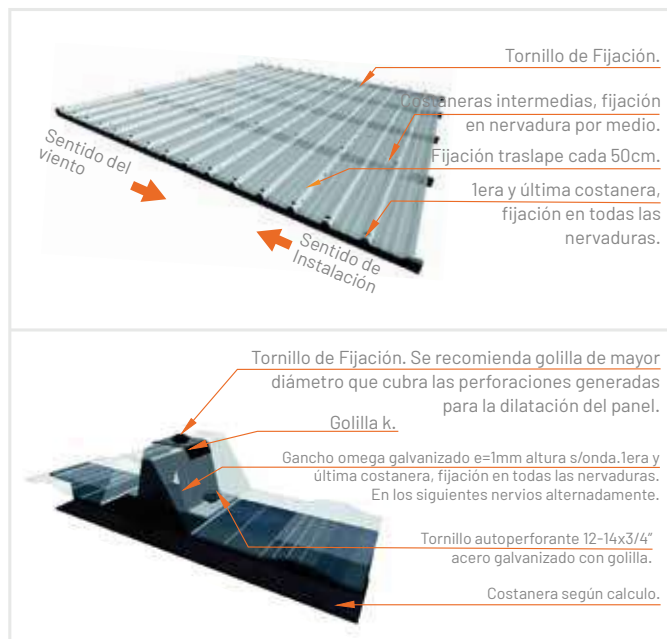 Tornillo de Fijación.
Costaneras intermedias, fijación
en nervadura por medio.
Fijación traslape cada 50cm.
1era y última costanera,
fijación en todas las
nervaduras.
Sentido del
viento
Sentido de
Instalación
Tornillo de Fijación. Se recomienda golilla de mayor
diámetro que cubra las perforaciones generadas
para la dilatación del panel.
Golilla k.
Gancho omega galvanizado e=1mm altura s/onda.1era y
última costanera, fijación en todas las nervaduras.
En los siguientes nervios alternadamente.
Tornillo autoperforante 12-14x3/4"
acero galvanizado con golilla.
Costanera según calculo.